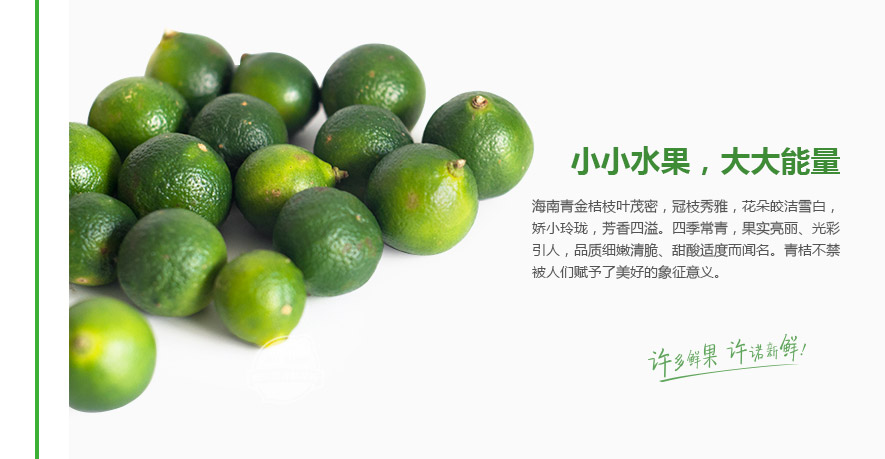 小小水果，大大能量
海南青金桔枝叶茂密，冠枝秀雅，花朵皎洁雪白，
娇小玲珑，芳香四溢。四季常青，果实亮丽、光彩
引人，品质细嫩清脆、甜酸适度而闻名。青桔不禁
被人们赋予了美好的象征意义。
许多鲜果 许诺新鲜!